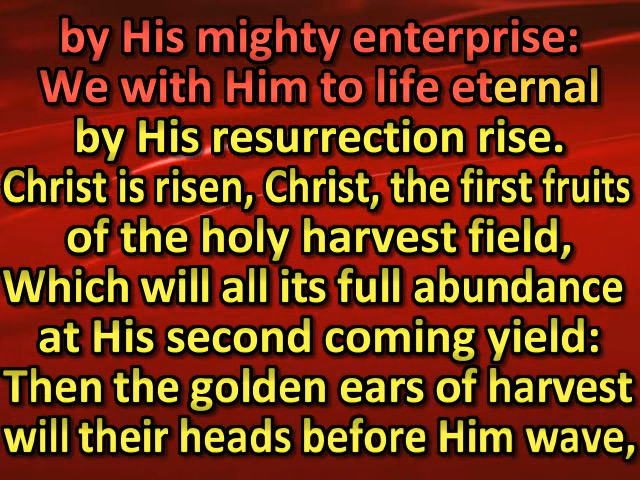 by His mighty enterprise:
We with Him to life eternal
by His resurrection rise.
Christ is risen, Christ, the first fruits
of the holy harvest field,
Which will all its full abundance
at His second coming yield:
Then the golden ears of harvest
will their heads before Him wave,